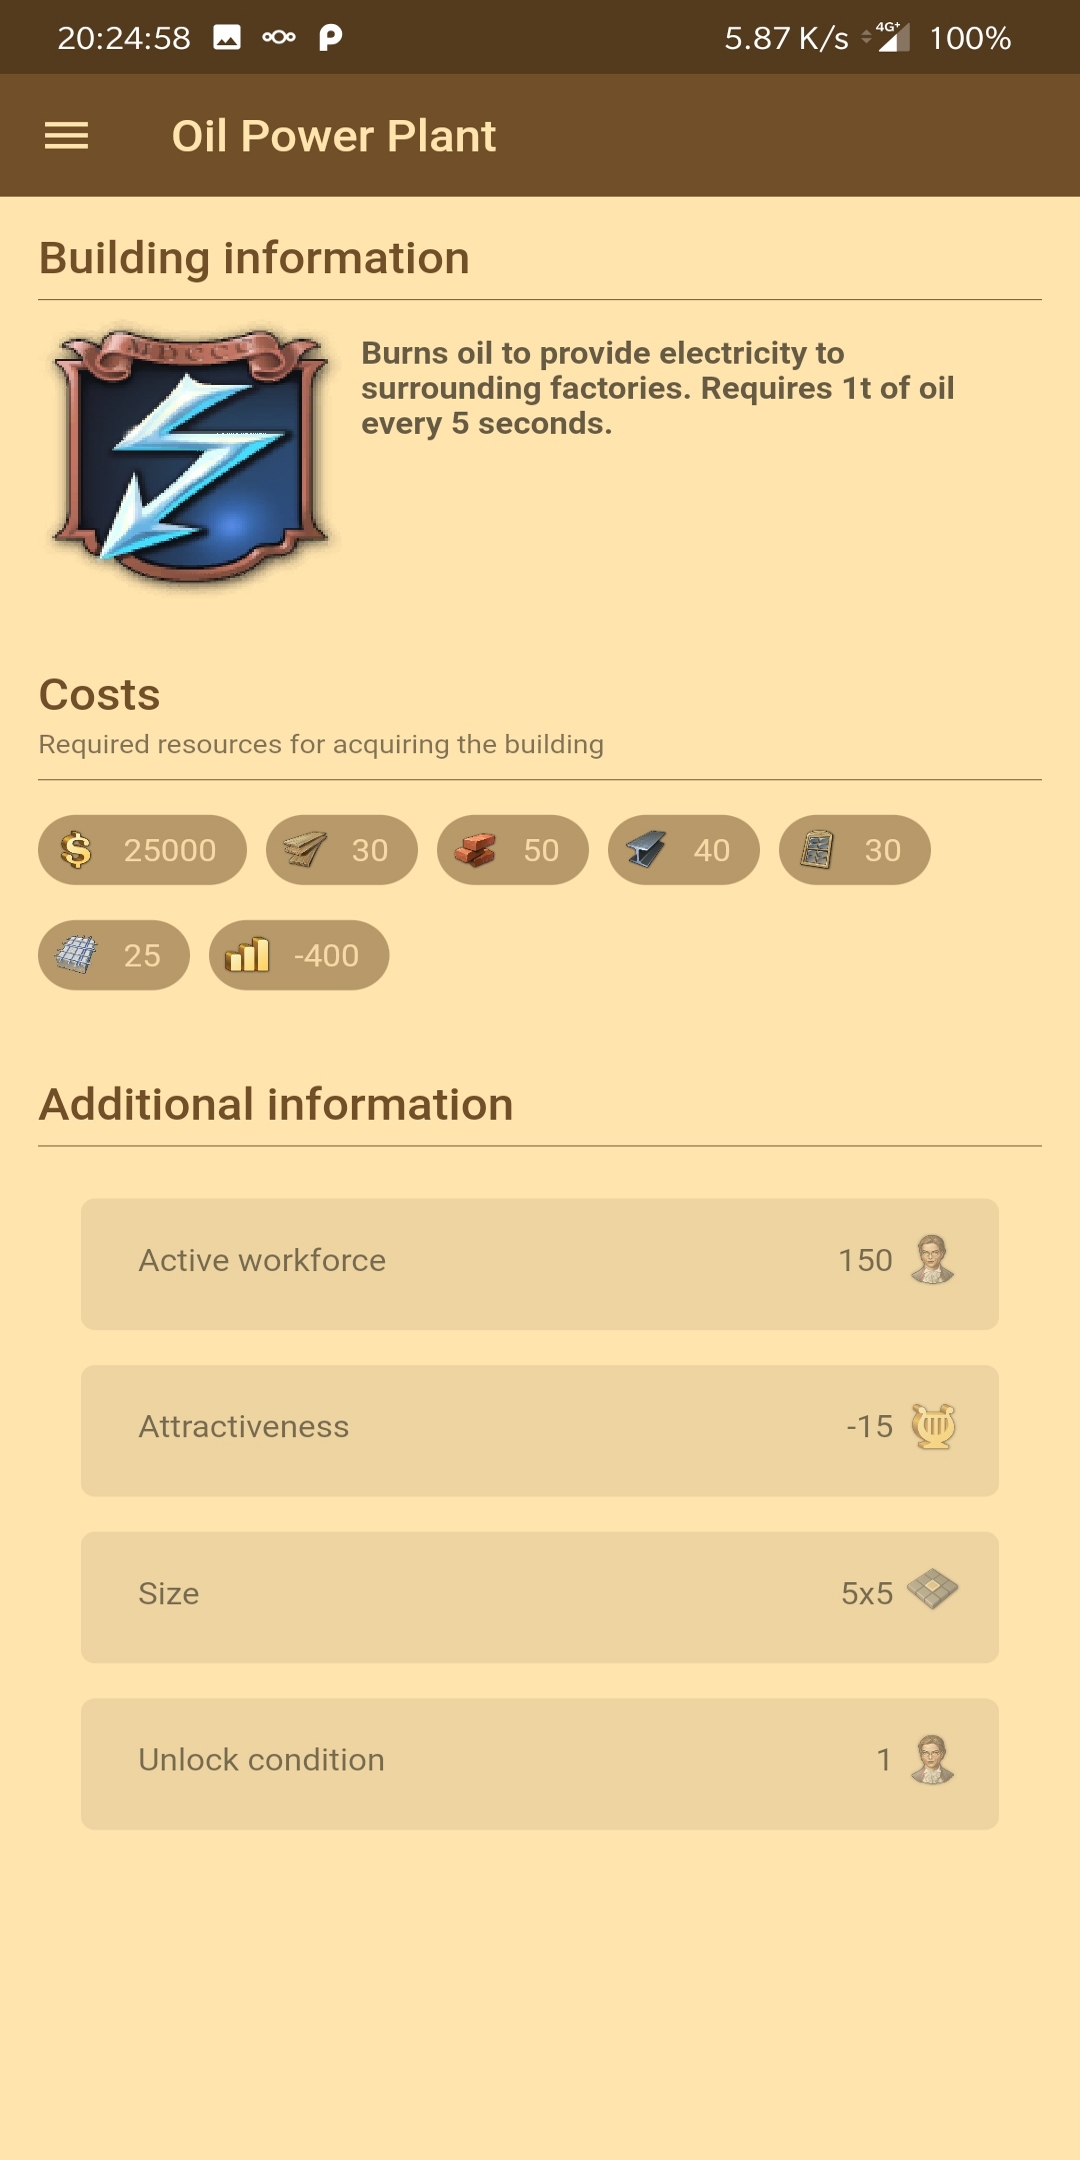 20:24:58 5.87 K/s 4G+ 100%
Oil Power Plant
Building information
MDCCC
Burns oil to provide electricity to
surrounding factories. Requires 1t of oil
every 5 seconds.
Costs
Required resources for acquiring the building
25000 30 50 40 30
25 -400
Additional information
Active workforce 150
Attractiveness -15
Size 5x5
Unlock condition 1